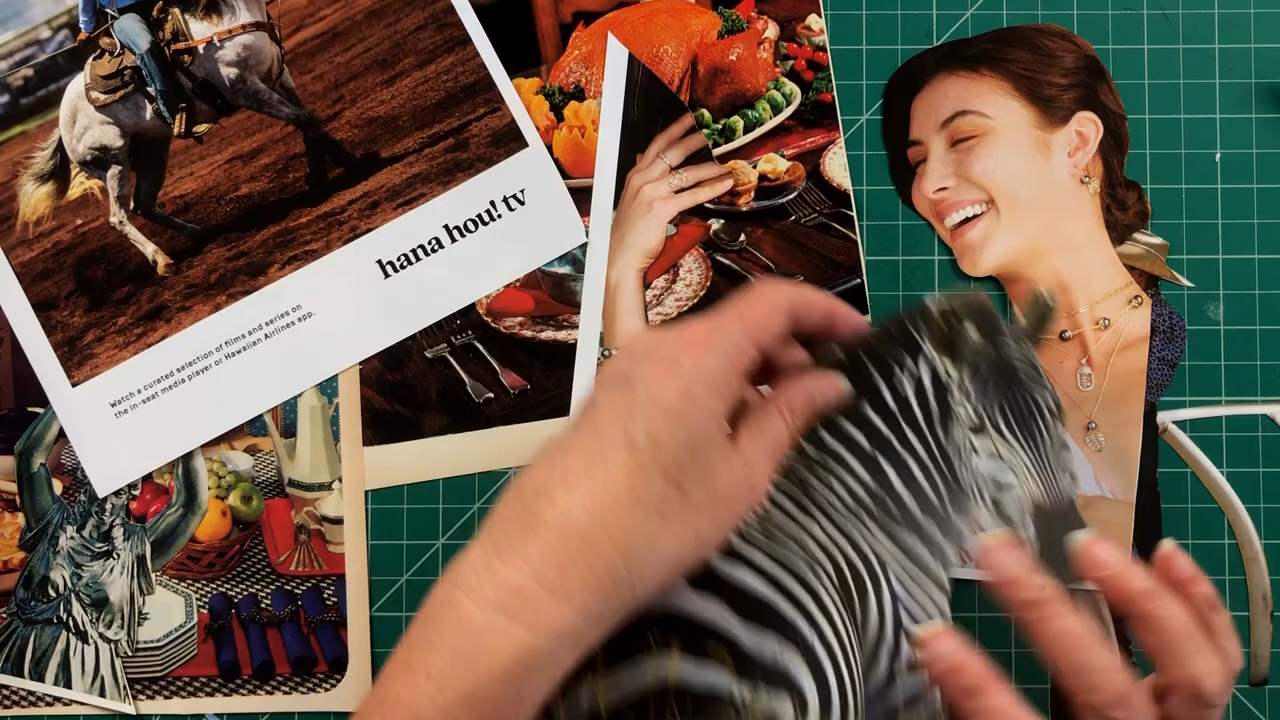 hana hou! tv
Watch a curated selection of films and series on
the in-seat media player or Hawaiian Airlines app.